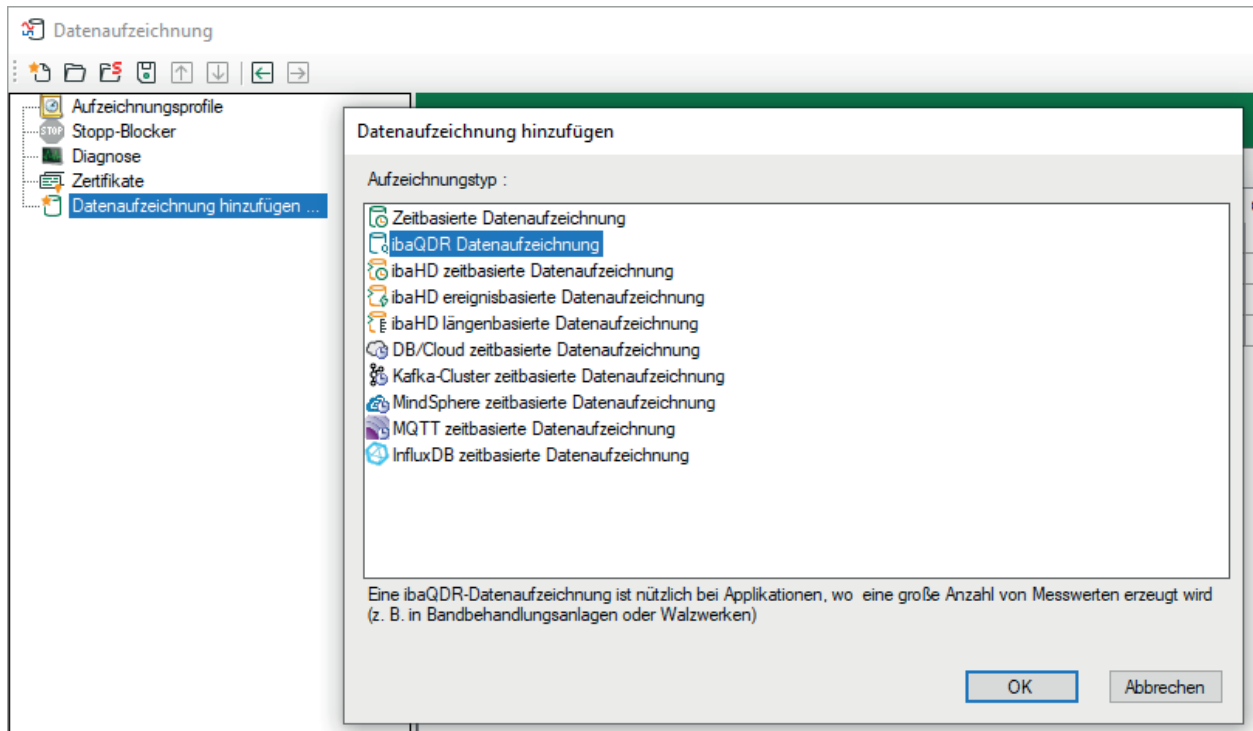 Datenaufzeichnung
Aufzeichnungsprofile
STOP Stopp-Blocker
Diagnose
Zertifikate
Datenaufzeichnung hinzufügen ...
Datenaufzeichnung hinzufügen
Aufzeichnungstyp :
Zeitbasierte Datenaufzeichnung
ibaQDR Datenaufzeichnung
ibaHD zeitbasierte Datenaufzeichnung
ibaHD ereignisbasierte Datenaufzeichnung
ibaHD längenbasierte Datenaufzeichnung
DB/Cloud zeitbasierte Datenaufzeichnung
Kafka-Cluster zeitbasierte Datenaufzeichnung
MindSphere zeitbasierte Datenaufzeichnung
MQTT zeitbasierte Datenaufzeichnung
InfluxDB zeitbasierte Datenaufzeichnung
Eine ibaQDR-Datenaufzeichnung ist nützlich bei Applikationen, wo eine große Anzahl von Messwerten erzeugt wird
(z. B. in Bandbehandlungsanlagen oder Walzwerken)
OK Abbrechen